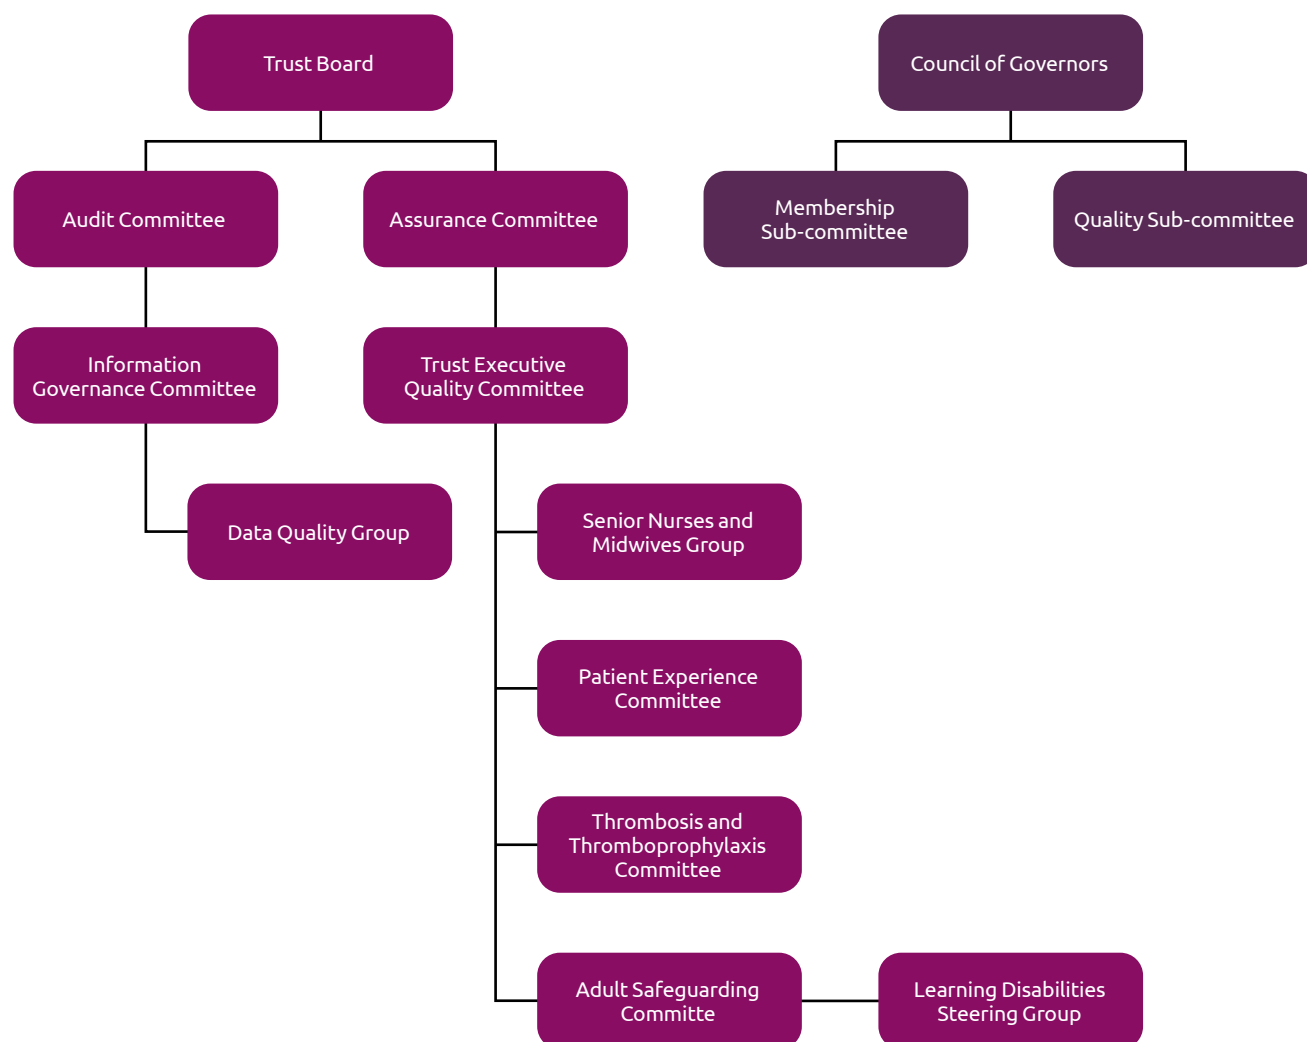 Trust Board
Council of Governors
Audit Committee
Assurance Committee
Membership
Sub-committee
Quality Sub-committee
Information
Governance Committee
Trust Executive
Quality Committee
Data Quality Group
Senior Nurses and
Midwives Group
Patient Experience
Committee
Thrombosis and
Thromboprophylaxis
Committee
Adult Safeguarding
Committe
Learning Disabilities
Steering Group